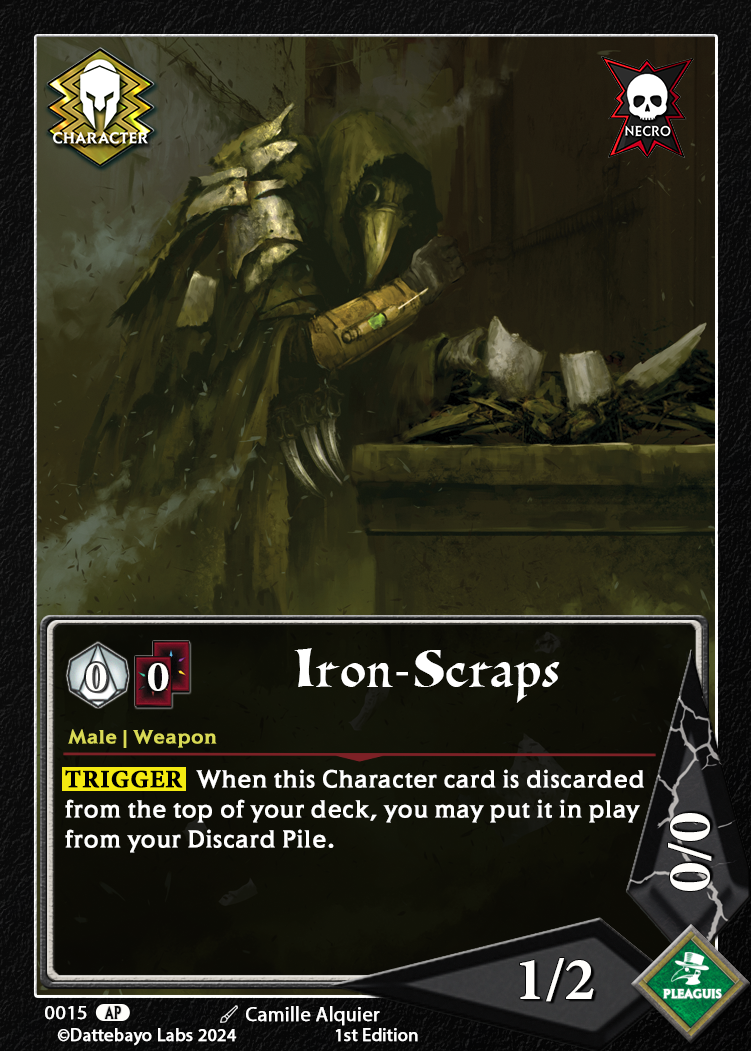 CHARACTER
NECRO
0
0
Iron-Scraps
Male | Weapon
TRIGGER When this Character card is discarded
from the top of your deck, you may put it in play
from your Discard Pile.
0/0
1/2
PLEAGUIS
0015 AP Camille Alquier
©Dattebayo Labs 2024 1st Edition